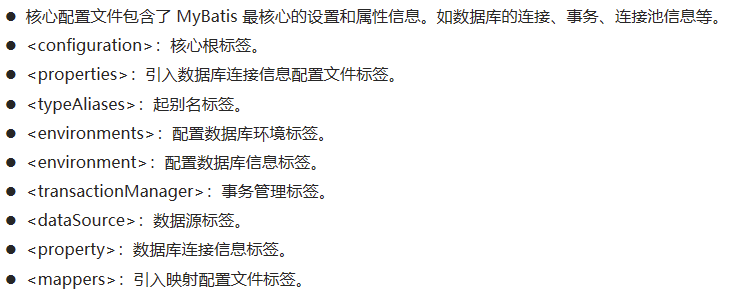 ● 核心配置文件包含了 MyBatis 最核心的设置和属性信息。如数据库的连接、事务、连接池信息等。
● <configuration>：核心根标签。
● <properties>：引入数据库连接信息配置文件标签。
● <typeAliases>：起别名标签。
● <environments>：配置数据库环境标签。
● <environment>：配置数据库信息标签。
● <transactionManager>：事务管理标签。
● <dataSource>：数据源标签。
● <property>：数据库连接信息标签。
● <mappers>：引入映射配置文件标签。